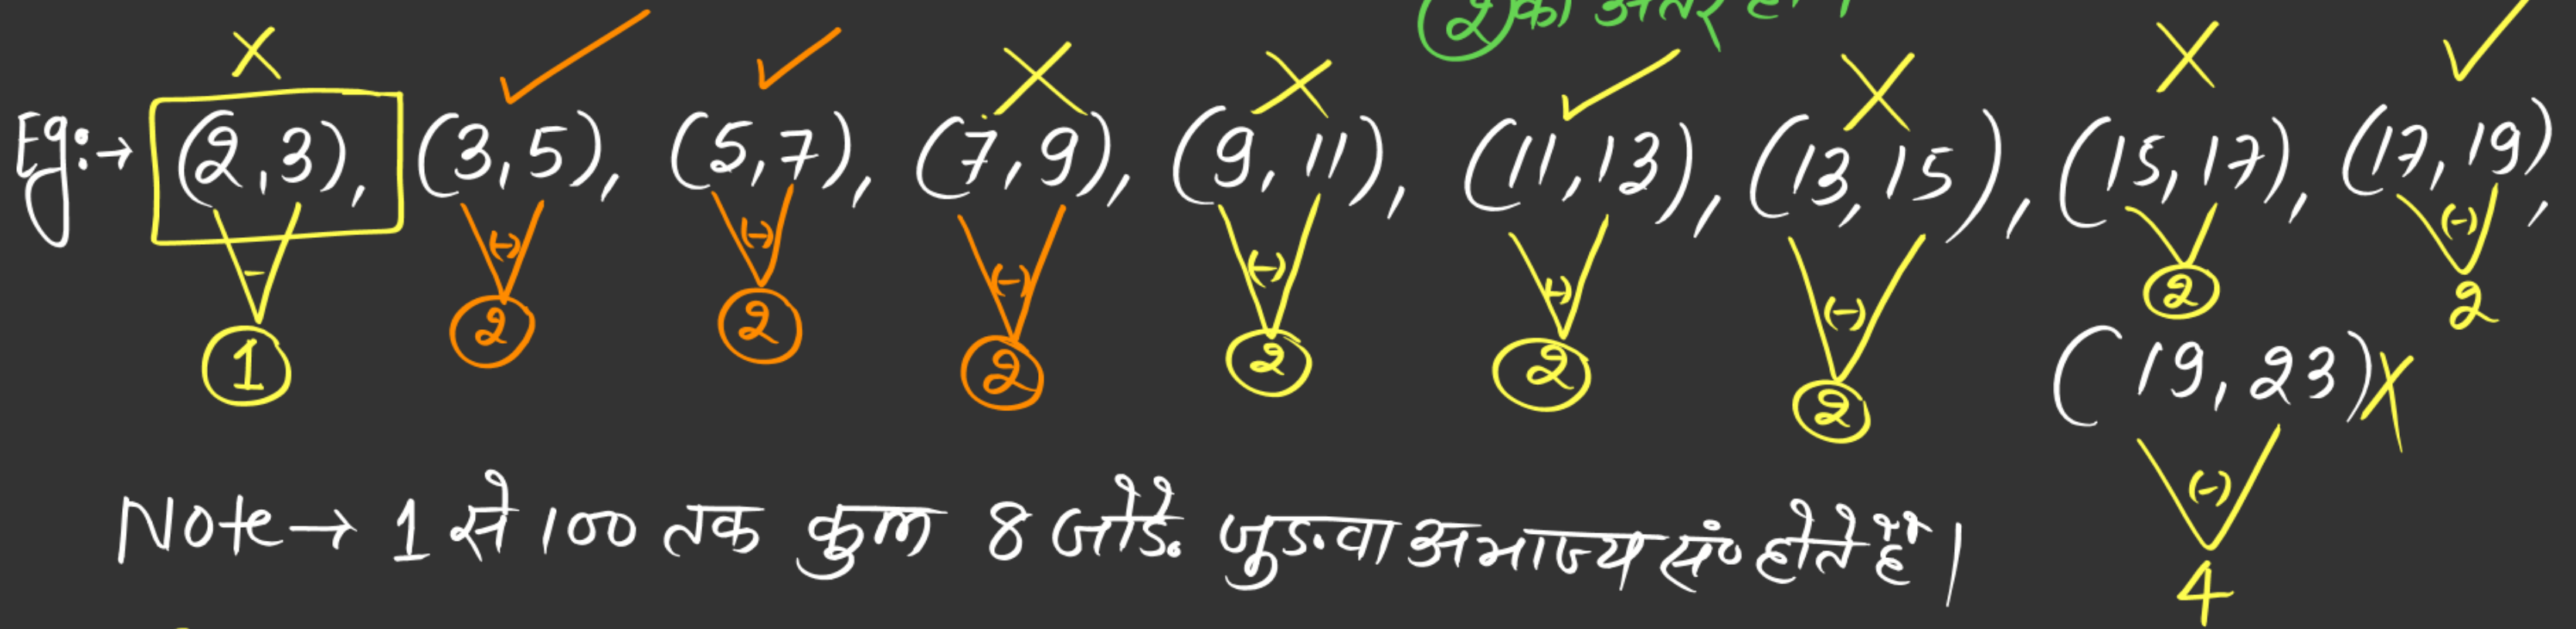 ② का अंतर हो।
Eg:→ (2,3), (3,5), (5,7), (7,9), (9,11), (11,13), (13,15), (15,17), (17,19),
- (-) (-) (-) (-) (-) (-) (-)
1 2 2 2 2 2 2 2 2
(19,23)
(-)
4
Note→ 1 से 100 तक कुल 8 जोडे़ जुड़वा अभाज्य सं० होते हैं।